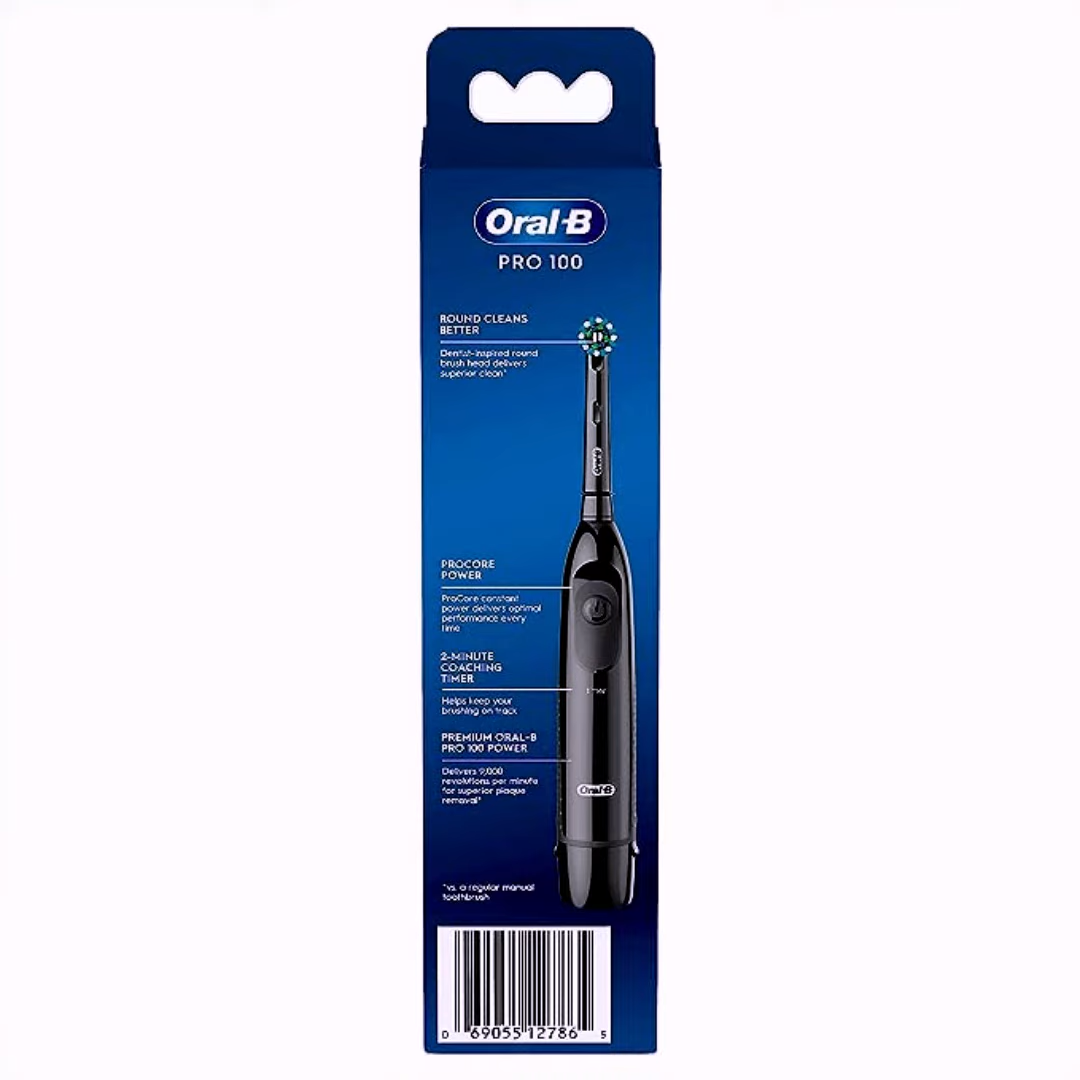 Oral-B
PRO 100
ROUND CLEANS
BETTER
Dental-inspired round
brush head delivers
superior clean*
Oral-B
PROCORE
POWER
ProCore constant
power delivers optimal
performance every
time
2-MINUTE
COACHING
TIMER
Helps keep your
brushing on track
PREMIUM ORAL-B
PRO 100 POWER
Delivers 9,000
revolutions per minute
for superior plaque
removal*
Oral-B
*vs. a regular manual
toothbrush
0 69055 12786 5